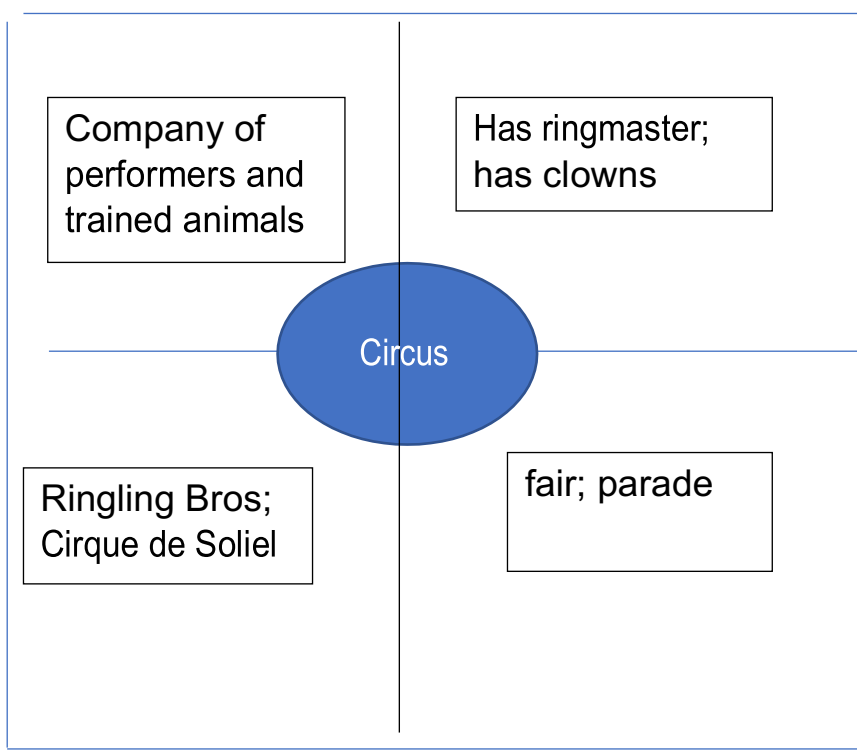 Company of
performers and
trained animals
Has ringmaster;
has clowns
Circus
Ringling Bros;
Cirque de Soliel
fair; parade